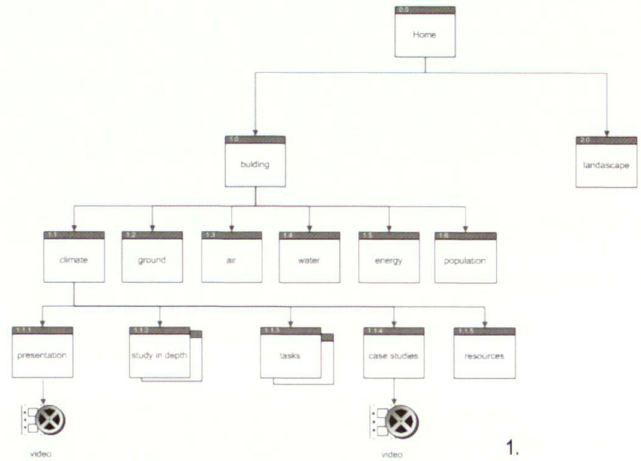 0.0
Home
1.0
bulding
2.0
landascape
1.1
climate
1.2
ground
1.3
air
1.4
water
1.5
energy
1.6
population
1.1.1
presentation
1.1.2
study in depth
1.1.3
tasks
1.1.4
case studies
1.1.5
resources
video
video
1.